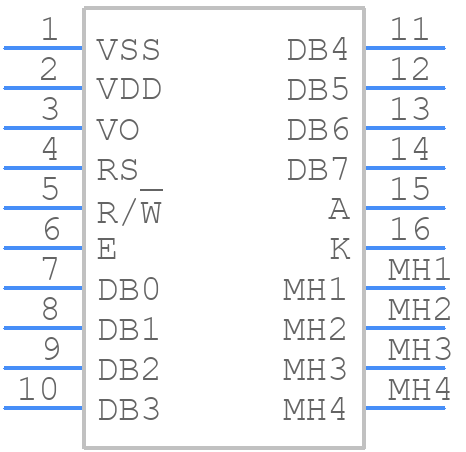 1 VSS DB4 11
2 VDD DB5 12
3 VO DB6 13
4 RS DB7 14
5 R/W̅ A 15
6 E K 16
7 DB0 MH1 MH1
8 DB1 MH2 MH2
9 DB2 MH3 MH3
10 DB3 MH4 MH4